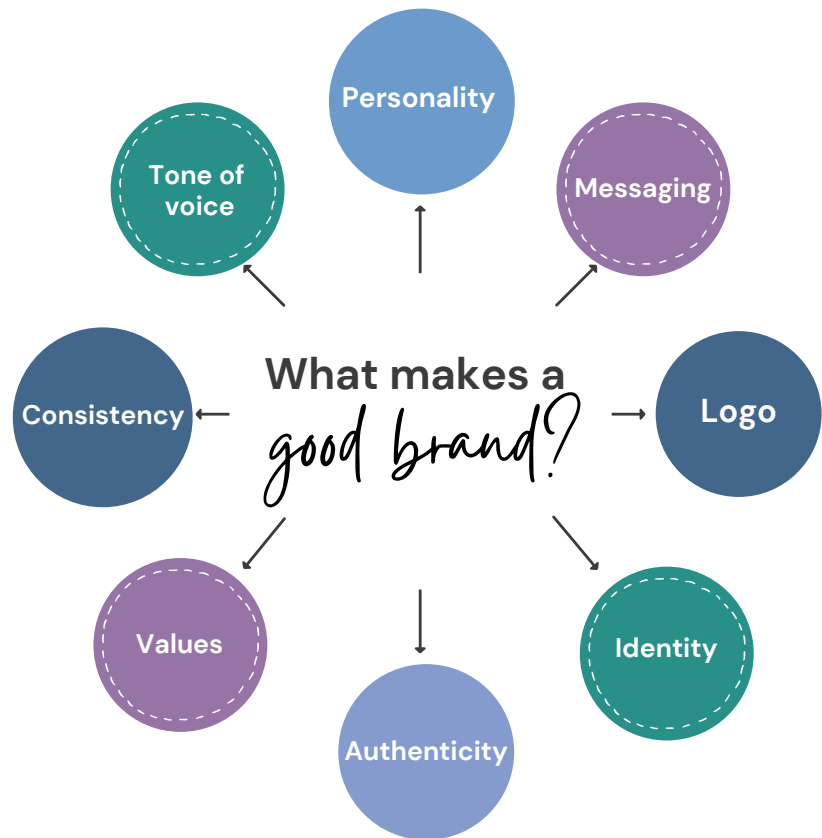 Personality
Tone of
voice
Messaging
What makes a
good brand?
Consistency
Logo
Values
Identity
Authenticity